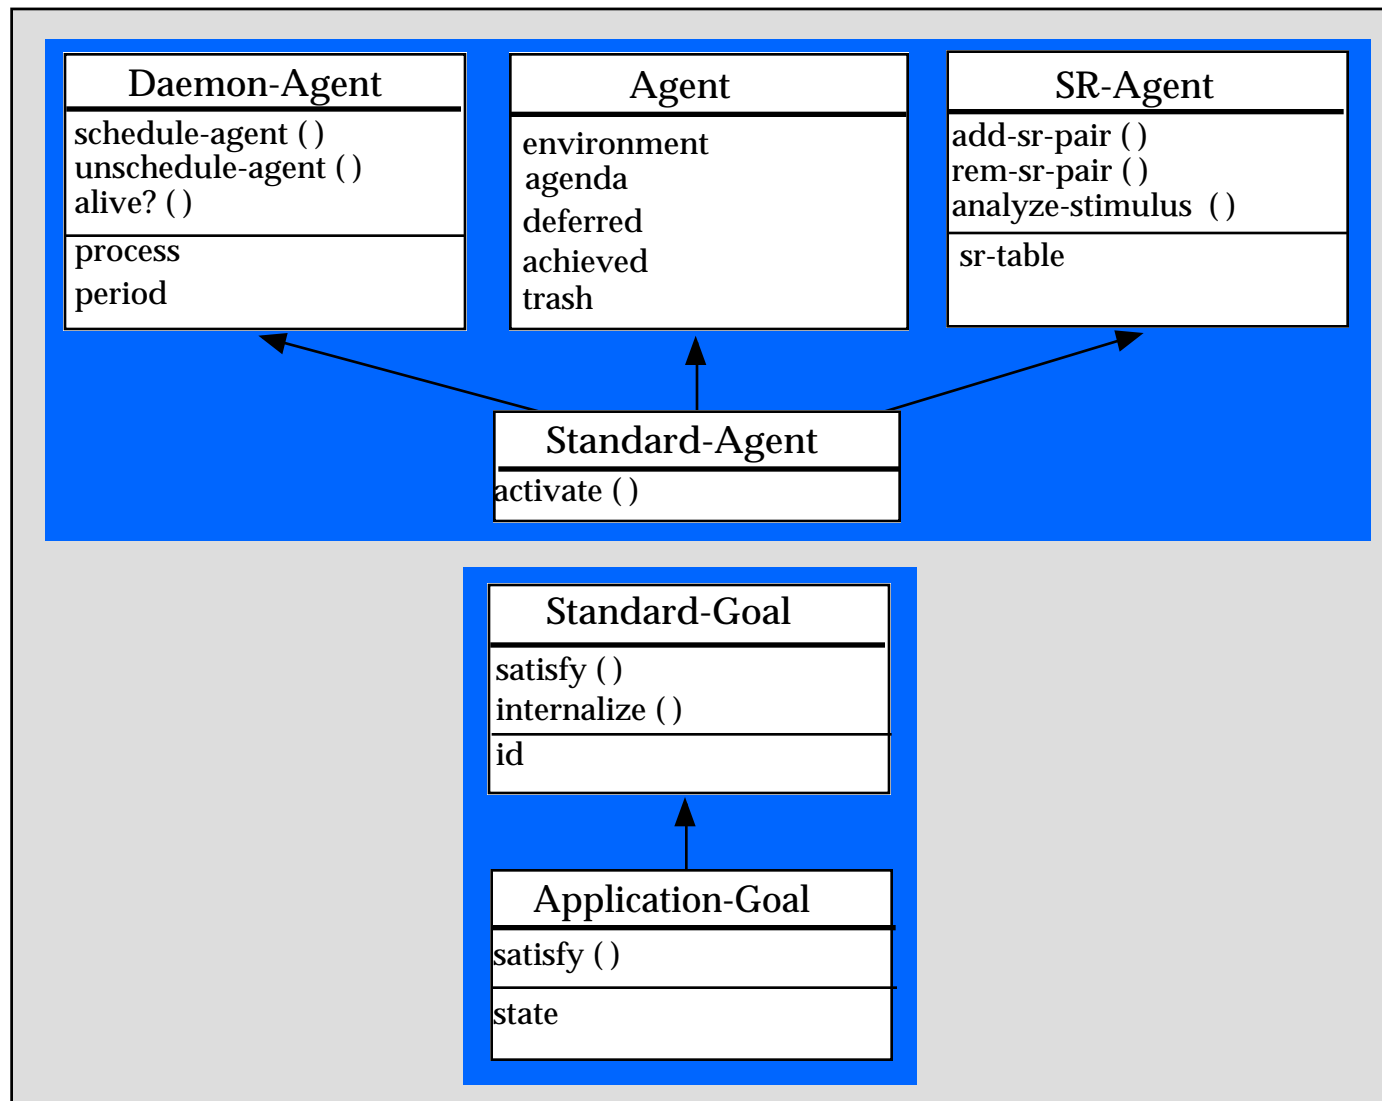 Daemon-Agent
schedule-agent ( )
unschedule-agent ( )
alive? ( )
process
period
Agent
environment
agenda
deferred
achieved
trash
SR-Agent
add-sr-pair ( )
rem-sr-pair ( )
analyze-stimulus ( )
sr-table
Standard-Agent
activate ( )
Standard-Goal
satisfy ( )
internalize ( )
id
Application-Goal
satisfy ( )
state